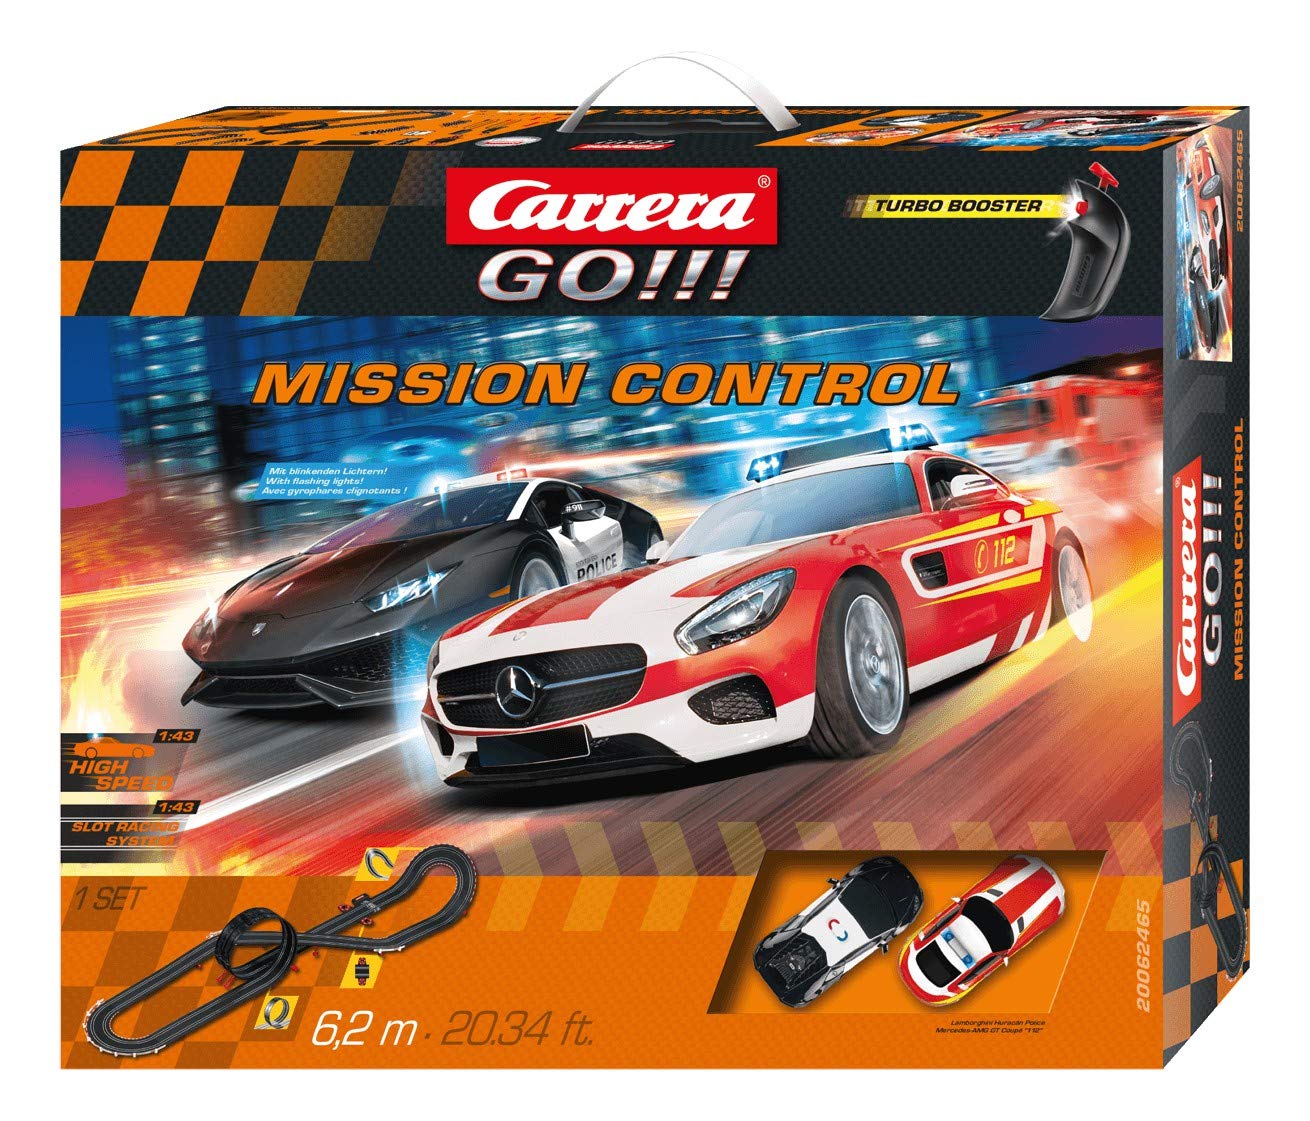 Carrera®
GO!!!
TURBO BOOSTER
MISSION CONTROL
Mit blinkenden Lichtern!
With flashing lights!
Avec gyrophares clignotants !
#911
POLICE
112
1:43
HIGH
SPEED
1:43
SLOT RACING
SYSTEM
1 SET
6,2 m · 20.34 ft.
Lamborghini Huracán Police
Mercedes-AMG GT Coupé "112"
20062465
20062465
Carrera®
GO!!!
MISSION CONTROL